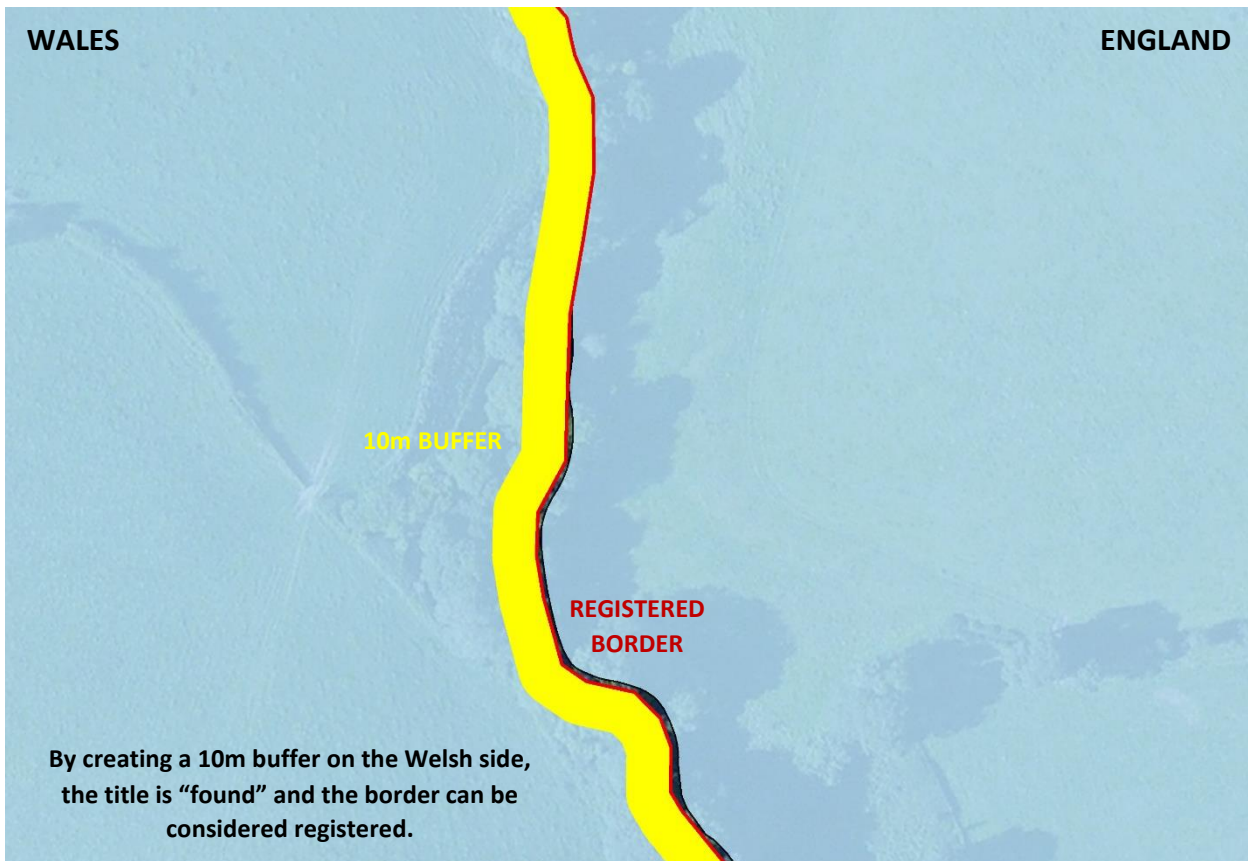 WALES
ENGLAND
10m BUFFER
REGISTERED
BORDER
By creating a 10m buffer on the Welsh side,
the title is “found” and the border can be
considered registered.